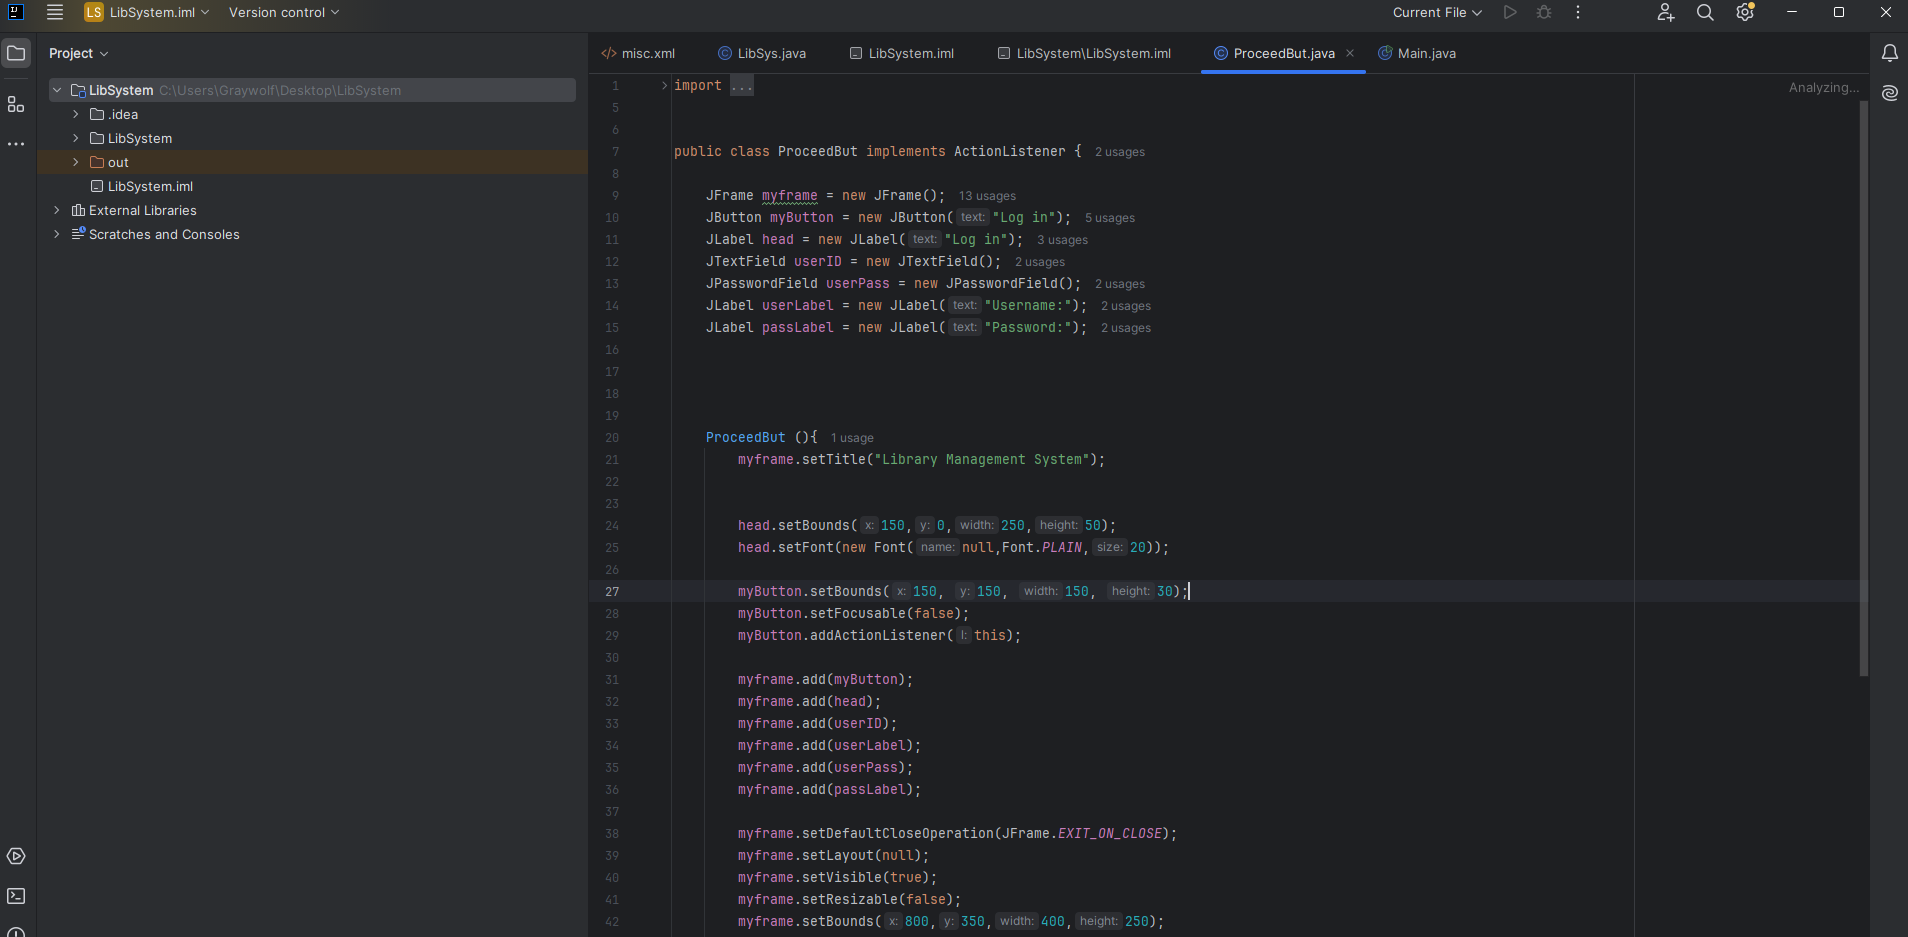 LS LibSystem.iml Version control Current File
Project
misc.xml LibSys.java LibSystem.iml LibSystem\LibSystem.iml ProceedBut.java Main.java
LibSystem C:\Users\Graywolf\Desktop\LibSystem
.idea
LibSystem
out
LibSystem.iml
External Libraries
Scratches and Consoles
Analyzing...
1 import ...
5
6
7 public class ProceedBut implements ActionListener { 2 usages
8
9 JFrame myframe = new JFrame(); 13 usages
10 JButton myButton = new JButton( text: "Log in"); 5 usages
11 JLabel head = new JLabel( text: "Log in"); 3 usages
12 JTextField userID = new JTextField(); 2 usages
13 JPasswordField userPass = new JPasswordField(); 2 usages
14 JLabel userLabel = new JLabel( text: "Username:"); 2 usages
15 JLabel passLabel = new JLabel( text: "Password:"); 2 usages
16
17
18
19
20 ProceedBut (){ 1 usage
21 myframe.setTitle("Library Management System");
22
23
24 head.setBounds( x: 150, y: 0, width: 250, height: 50);
25 head.setFont(new Font( name: null,Font.PLAIN, size: 20));
26
27 myButton.setBounds( x: 150, y: 150, width: 150, height: 30);
28 myButton.setFocusable(false);
29 myButton.addActionListener( l: this);
30
31 myframe.add(myButton);
32 myframe.add(head);
33 myframe.add(userID);
34 myframe.add(userLabel);
35 myframe.add(userPass);
36 myframe.add(passLabel);
37
38 myframe.setDefaultCloseOperation(JFrame.EXIT_ON_CLOSE);
39 myframe.setLayout(null);
40 myframe.setVisible(true);
41 myframe.setResizable(false);
42 myframe.setBounds( x: 800, y: 350, width: 400, height: 250);